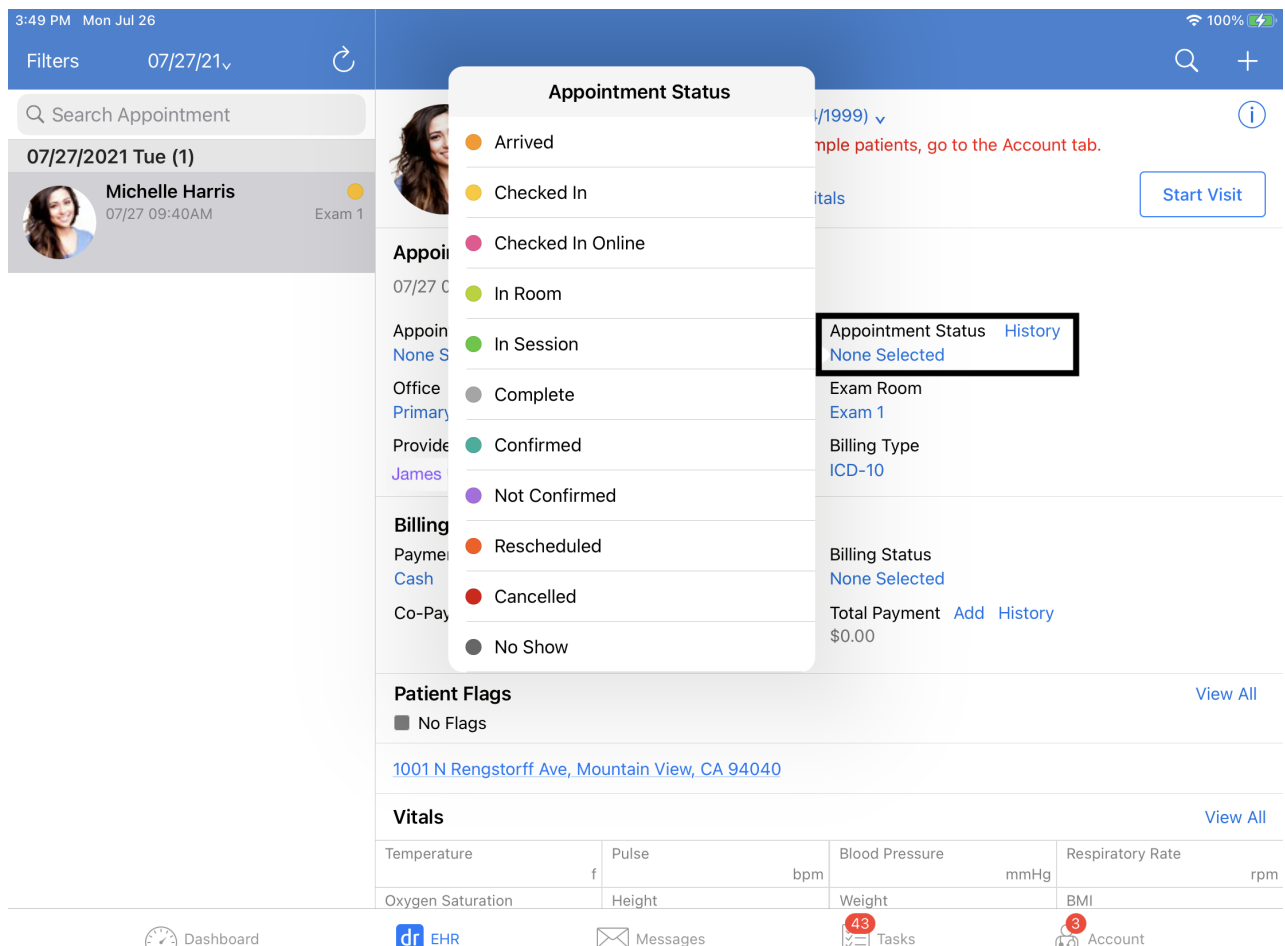 3:49 PM Mon Jul 26
100%
Filters
07/27/21
Search Appointment
07/27/2021 Tue (1)
Michelle Harris
07/27 09:40AM
Exam 1
Appointment Status
Arrived
Checked In
Checked In Online
In Room
In Session
Complete
Confirmed
Not Confirmed
Rescheduled
Cancelled
No Show
/1999)
mple patients, go to the Account tab.
itals
Start Visit
Appoi
07/27 0
Appoin
None S
Appointment Status History
None Selected
Office
Primary
Exam Room
Exam 1
Provide
James
Billing Type
ICD-10
Billing
Payme
Cash
Billing Status
None Selected
Co-Pay
Total Payment Add History
$0.00
Patient Flags
View All
No Flags
1001 N Rengstorff Ave, Mountain View, CA 94040
Vitals
View All
Temperature
f
Pulse
bpm
Blood Pressure
mmHg
Respiratory Rate
rpm
Oxygen Saturation
Height
Weight
BMI
Dashboard
dr EHR
Messages
43
Tasks
3
Account